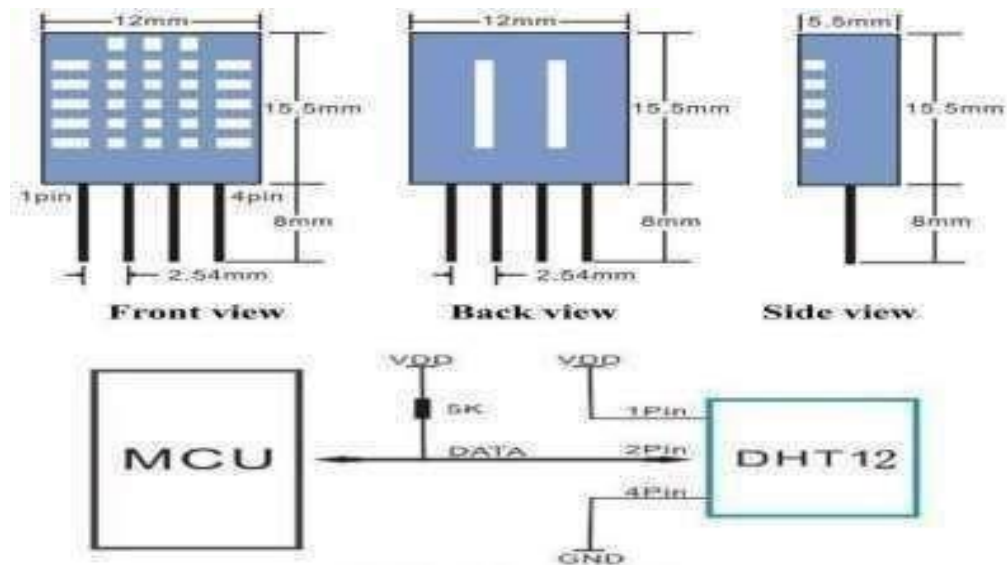 12mm 12mm 5.5mm
15.5mm 15.5mm 15.5mm
1pin 4pin
8mm 8mm 8mm
2.54mm 2.54mm
Front view Back view Side view
VDD VDD
5K 1Pin
MCU DATA 2Pin DHT12
4Pin
GND